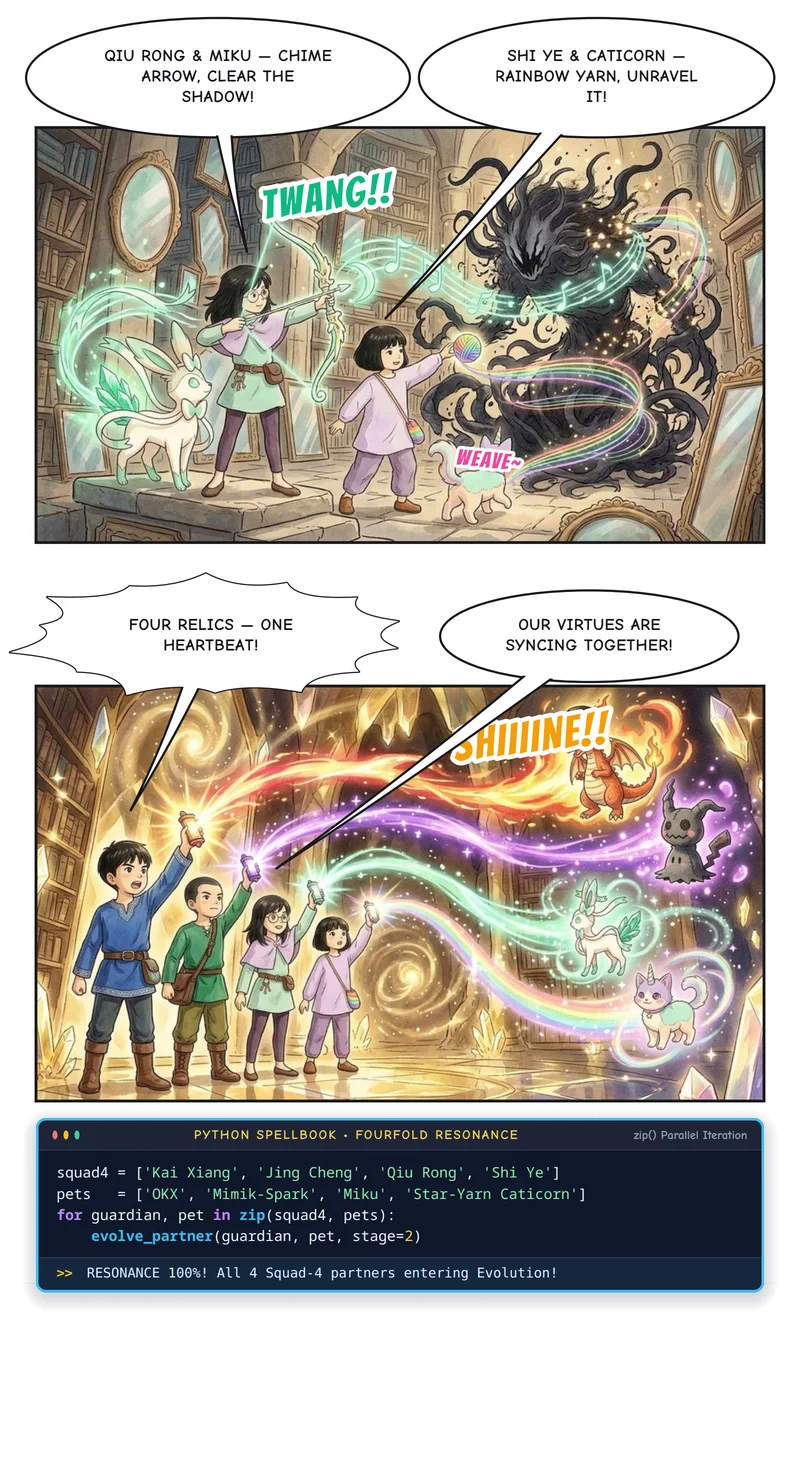 QIU RONG & MIKU — CHIME
ARROW, CLEAR THE
SHADOW!
SHI YE & CATICORN —
RAINBOW YARN, UNRAVEL
IT!
TWANG!!
WEAVE~
FOUR RELICS — ONE
HEARTBEAT!
OUR VIRTUES ARE
SYNCING TOGETHER!
SHIIIINE!!
PYTHON SPELLBOOK • FOURFOLD RESONANCE
zip() Parallel Iteration
squad4 = ['Kai Xiang', 'Jing Cheng', 'Qiu Rong', 'Shi Ye']
pets   = ['OKX', 'Mimik-Spark', 'Miku', 'Star-Yarn Caticorn']
for guardian, pet in zip(squad4, pets):
    evolve_partner(guardian, pet, stage=2)
>> RESONANCE 100%! All 4 Squad-4 partners entering Evolution!